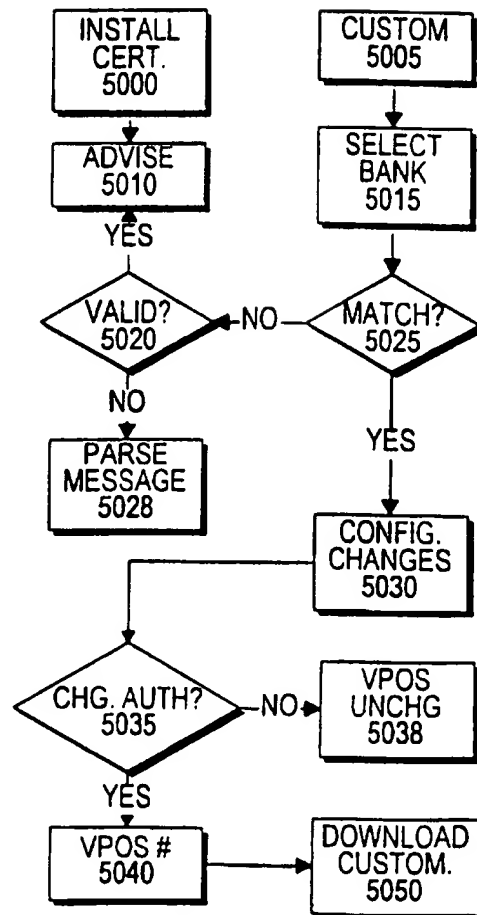 INSTALL
CERT.
5000
CUSTOM
5005
ADVISE
5010
SELECT
BANK
5015
YES
VALID?
5020
NO
MATCH?
5025
NO
YES
PARSE
MESSAGE
5028
CONFIG.
CHANGES
5030
CHG. AUTH?
5035
NO
VPOS
UNCHG
5038
YES
VPOS #
5040
DOWNLOAD
CUSTOM.
5050